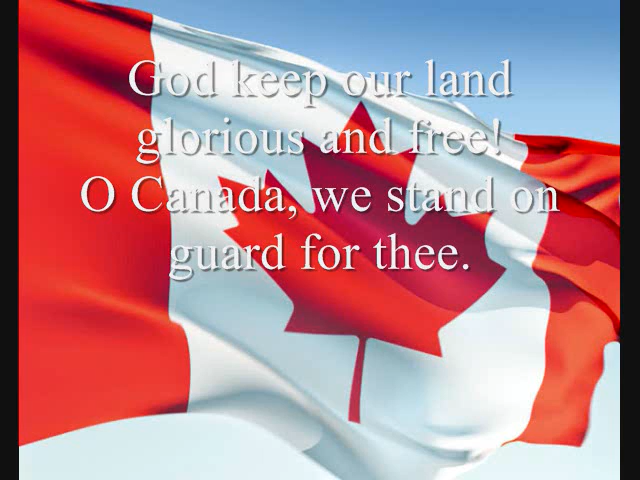 God keep our land
glorious and free!
O Canada, we stand on
guard for thee.